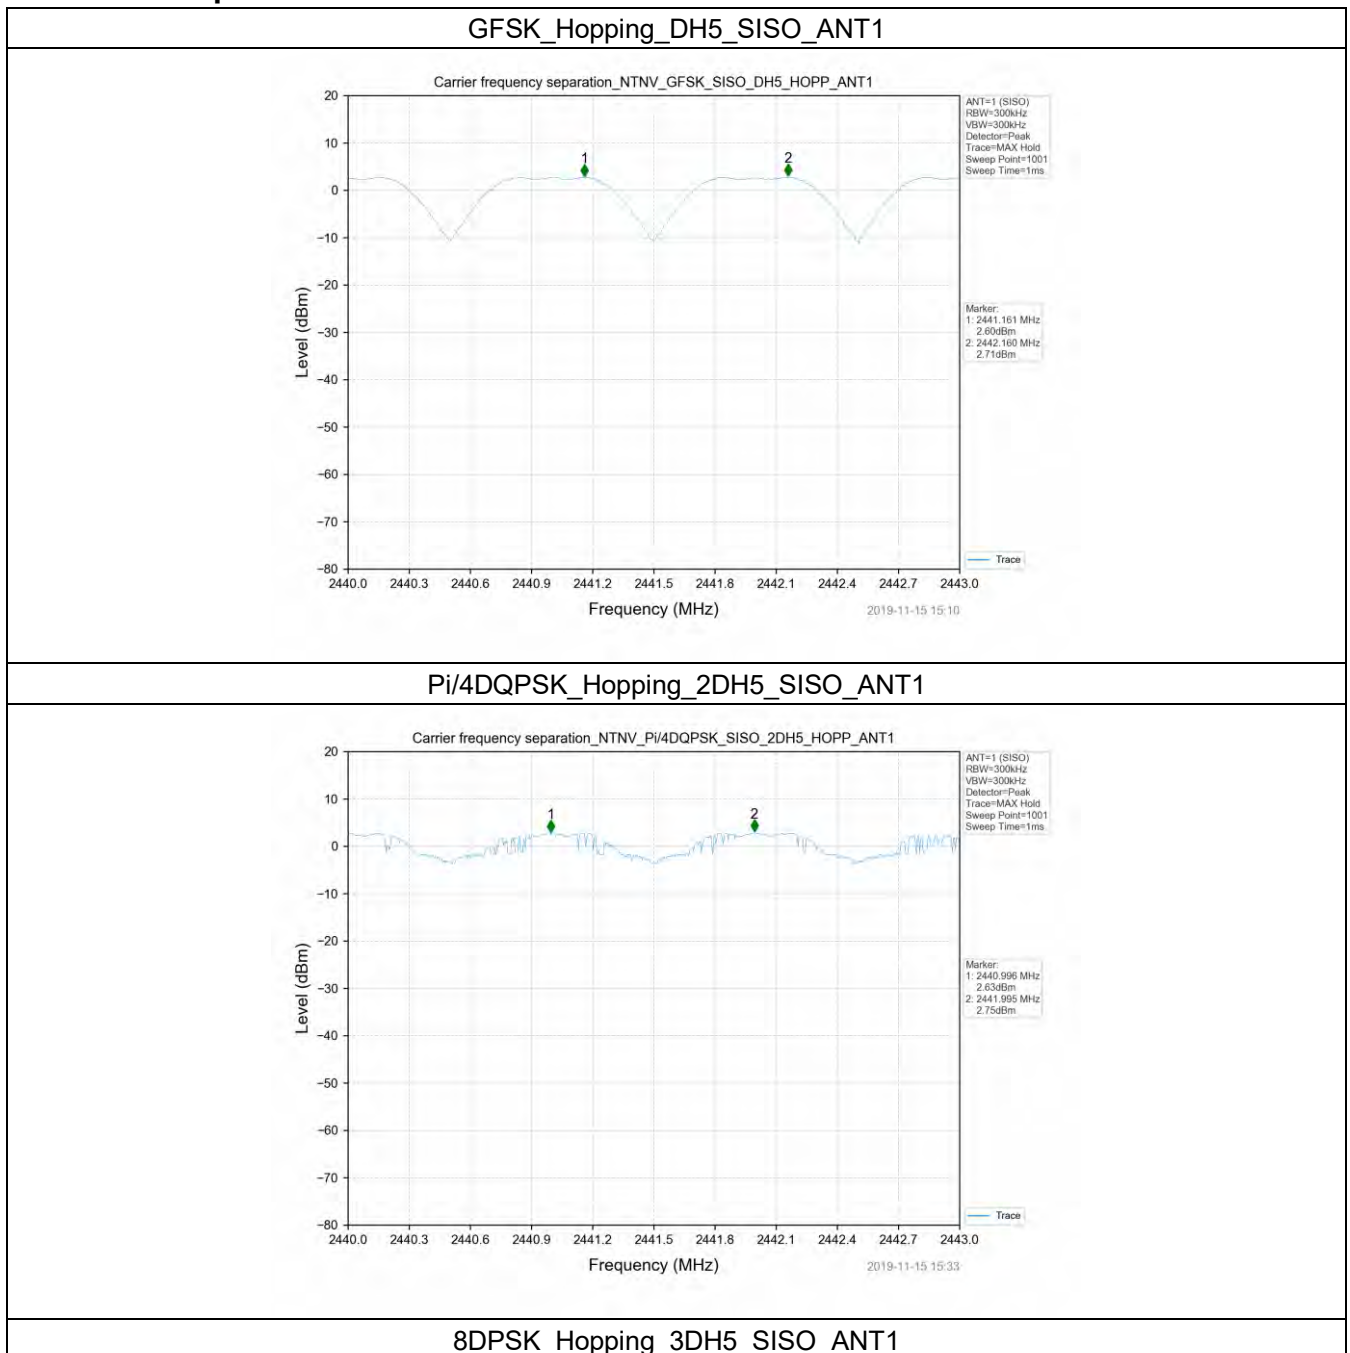 GFSK_Hopping_DH5_SISO_ANT1
Carrier frequency separation_NTNV_GFSK_SISO_DH5_HOPP_ANT1
ANT=1 (SISO)
RBW=300kHz
VBW=300kHz
Detector=Peak
Trace=MAX Hold
Sweep Point=1001
Sweep Time=1ms
20
10
0
−10
−20
−30
−40
−50
−60
−70
−80
Level (dBm)
1
2
Marker:
1: 2441.161 MHz
2.60dBm
2: 2442.160 MHz
2.71dBm
Trace
2440.0 2440.3 2440.6 2440.9 2441.2 2441.5 2441.8 2442.1 2442.4 2442.7 2443.0
Frequency (MHz)
2019-11-15 15:10
Pi/4DQPSK_Hopping_2DH5_SISO_ANT1
Carrier frequency separation_NTNV_Pi/4DQPSK_SISO_2DH5_HOPP_ANT1
ANT=1 (SISO)
RBW=300kHz
VBW=300kHz
Detector=Peak
Trace=MAX Hold
Sweep Point=1001
Sweep Time=1ms
20
10
0
−10
−20
−30
−40
−50
−60
−70
−80
Level (dBm)
1
2
Marker:
1: 2440.996 MHz
2.63dBm
2: 2441.995 MHz
2.75dBm
Trace
2440.0 2440.3 2440.6 2440.9 2441.2 2441.5 2441.8 2442.1 2442.4 2442.7 2443.0
Frequency (MHz)
2019-11-15 15:33
8DPSK_Hopping_3DH5_SISO_ANT1